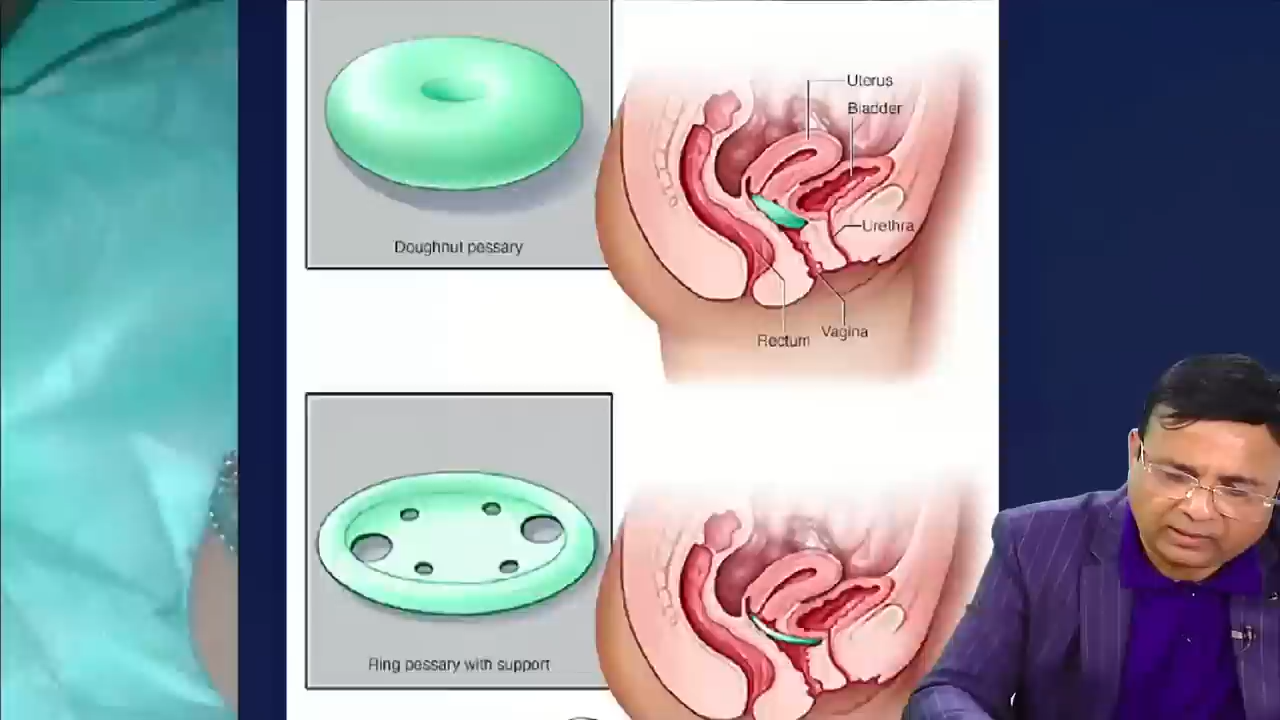 Uterus
Bladder
Urethra
Doughnut pessary
Vagina
Rectum
Ring pessary with support